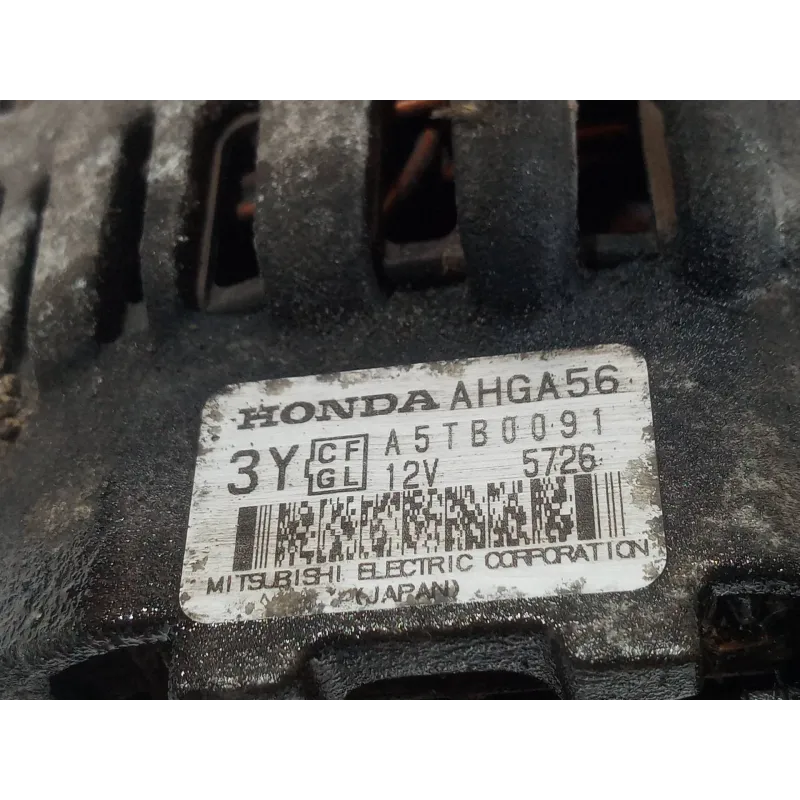 HONDA AHGA56
3Y CF GL A5TB0091
12V 5726
MITSUBISHI ELECTRIC CORPORATION
(JAPAN)